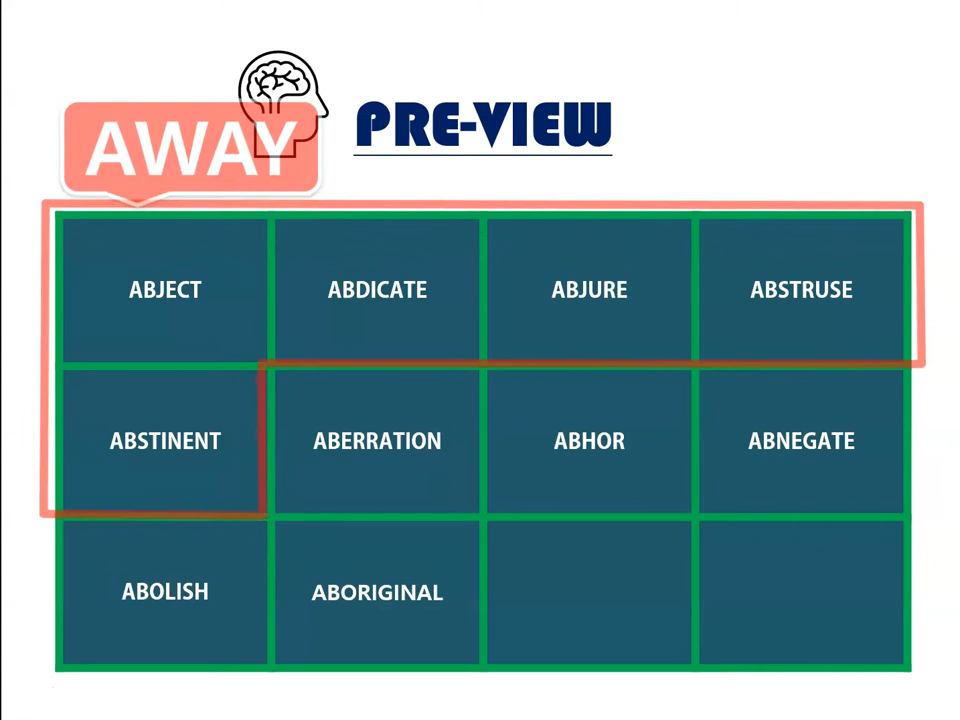 AWAY
PRE-VIEW
ABJECT ABDICATE ABJURE ABSTRUSE
ABSTINENT ABERRATION ABHOR ABNEGATE
ABOLISH ABORIGINAL